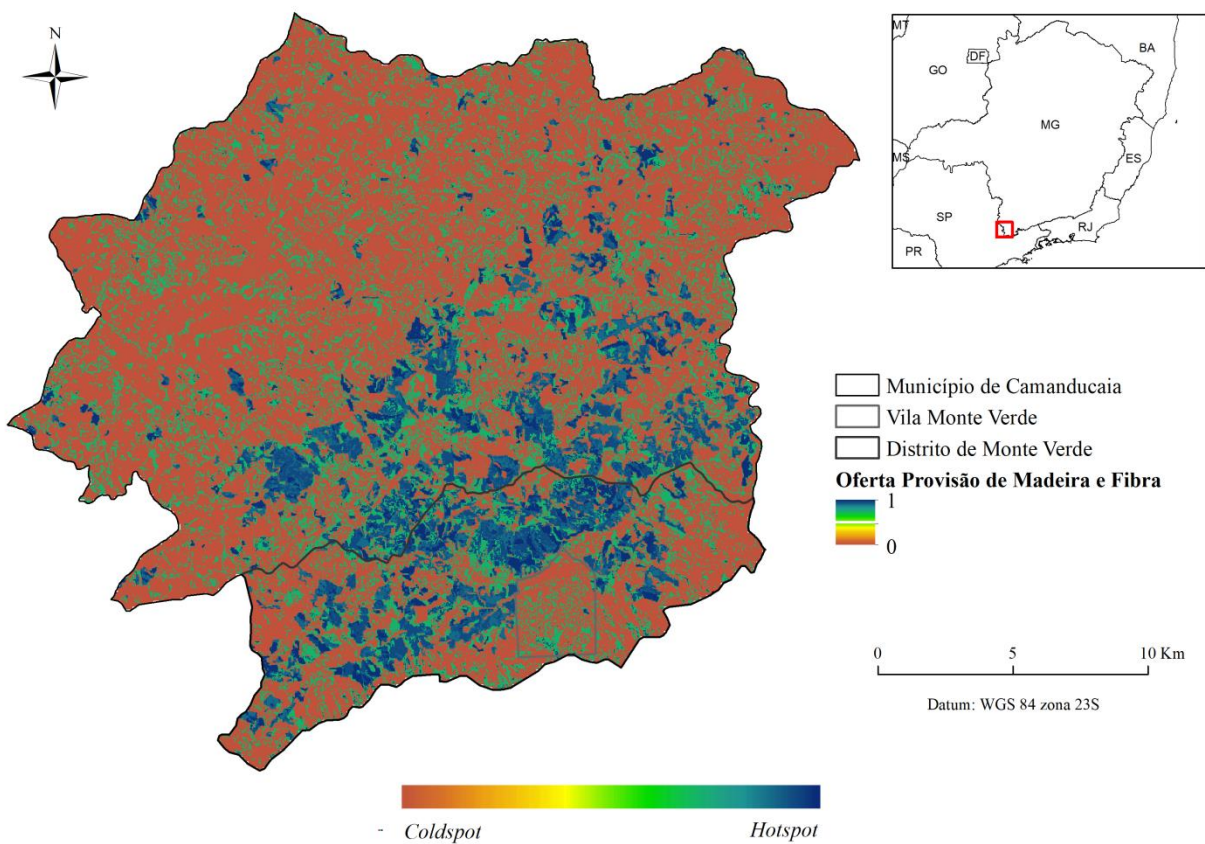 N
MT
DF
BA
GO
MG
MS
ES
SP
RJ
PR
Município de Camanducaia
Vila Monte Verde
Distrito de Monte Verde
Oferta Provisão de Madeira e Fibra
1
0
0 5 10 Km
Datum: WGS 84 zona 23S
- Coldspot Hotspot